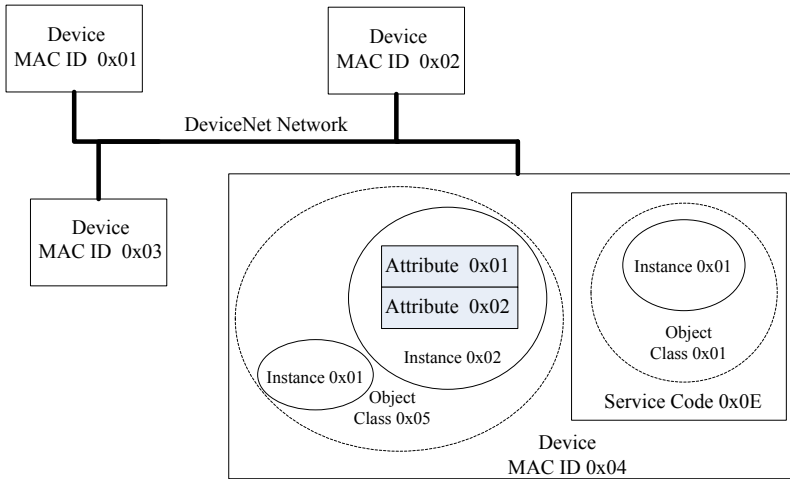 Device
MAC ID 0x01
Device
MAC ID 0x02
DeviceNet Network
Device
MAC ID 0x03
Attribute 0x01
Attribute 0x02
Instance 0x02
Instance 0x01
Object
Class 0x05
Instance 0x01
Object
Class 0x01
Service Code 0x0E
Device
MAC ID 0x04